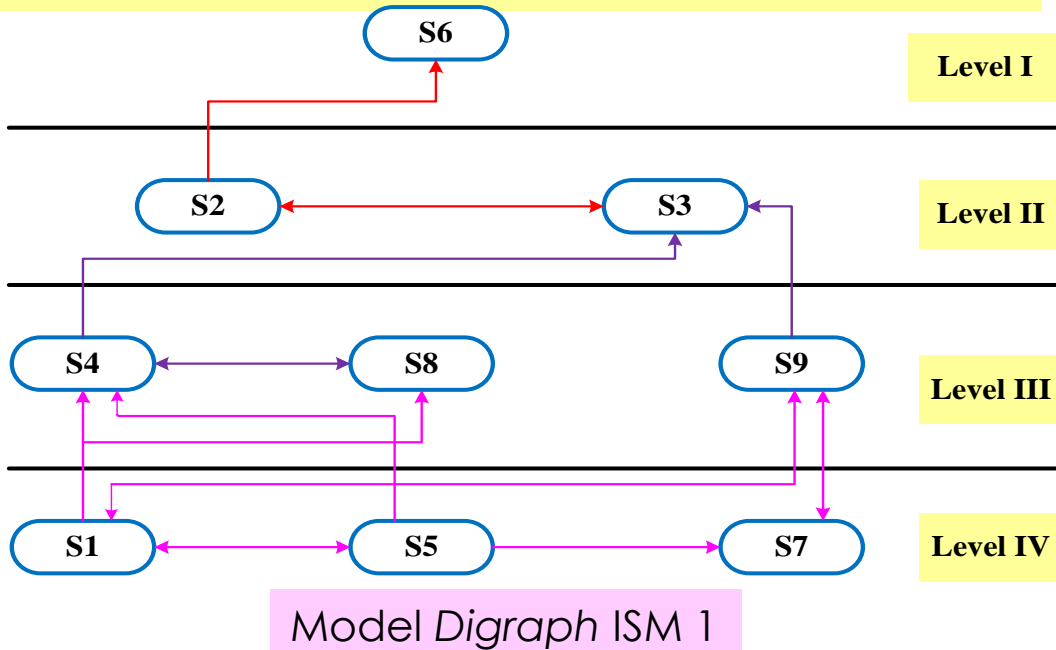 S6
Level I
S2
S3
Level II
S4
S8
S9
Level III
S1
S5
S7
Level IV
Model Digraph ISM 1